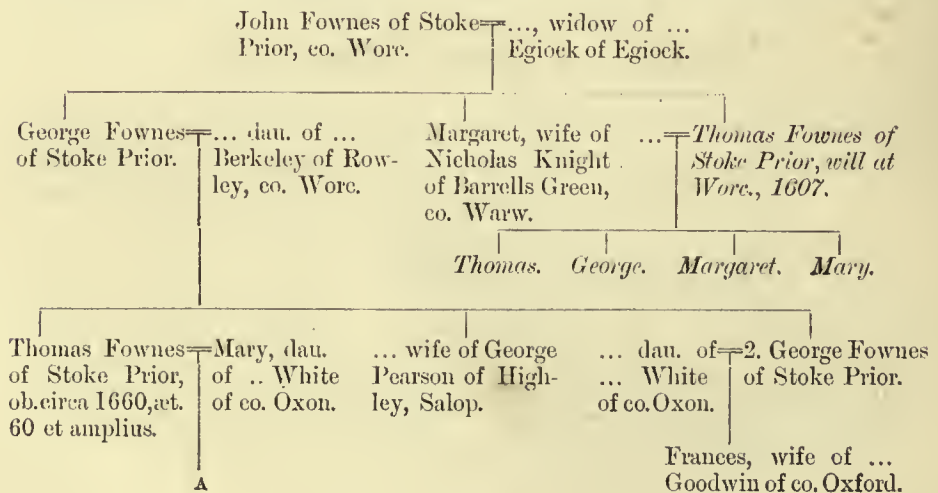 John Fownes of Stoke
Prior, co. Worc.
..., widow of ...
Egiock of Egiock.
George Fownes
of Stoke Prior.
... dau. of ...
Berkeley of Row-
ley, co. Worc.
Margaret, wife of
Nicholas Knight
of Barrells Green,
co. Warw.
...
Thomas Fownes of
Stoke Prior, will at
Worc., 1607.
Thomas. George. Margaret. Mary.
Thomas Fownes
of Stoke Prior,
ob.circa 1660,æt.
60 et amplius.
Mary, dau.
of .. White
of co. Oxon.
... wife of George
Pearson of High-
ley, Salop.
... dau. of
... White
of co. Oxon.
2. George Fownes
of Stoke Prior.
A
Frances, wife of ...
Goodwin of co. Oxford.